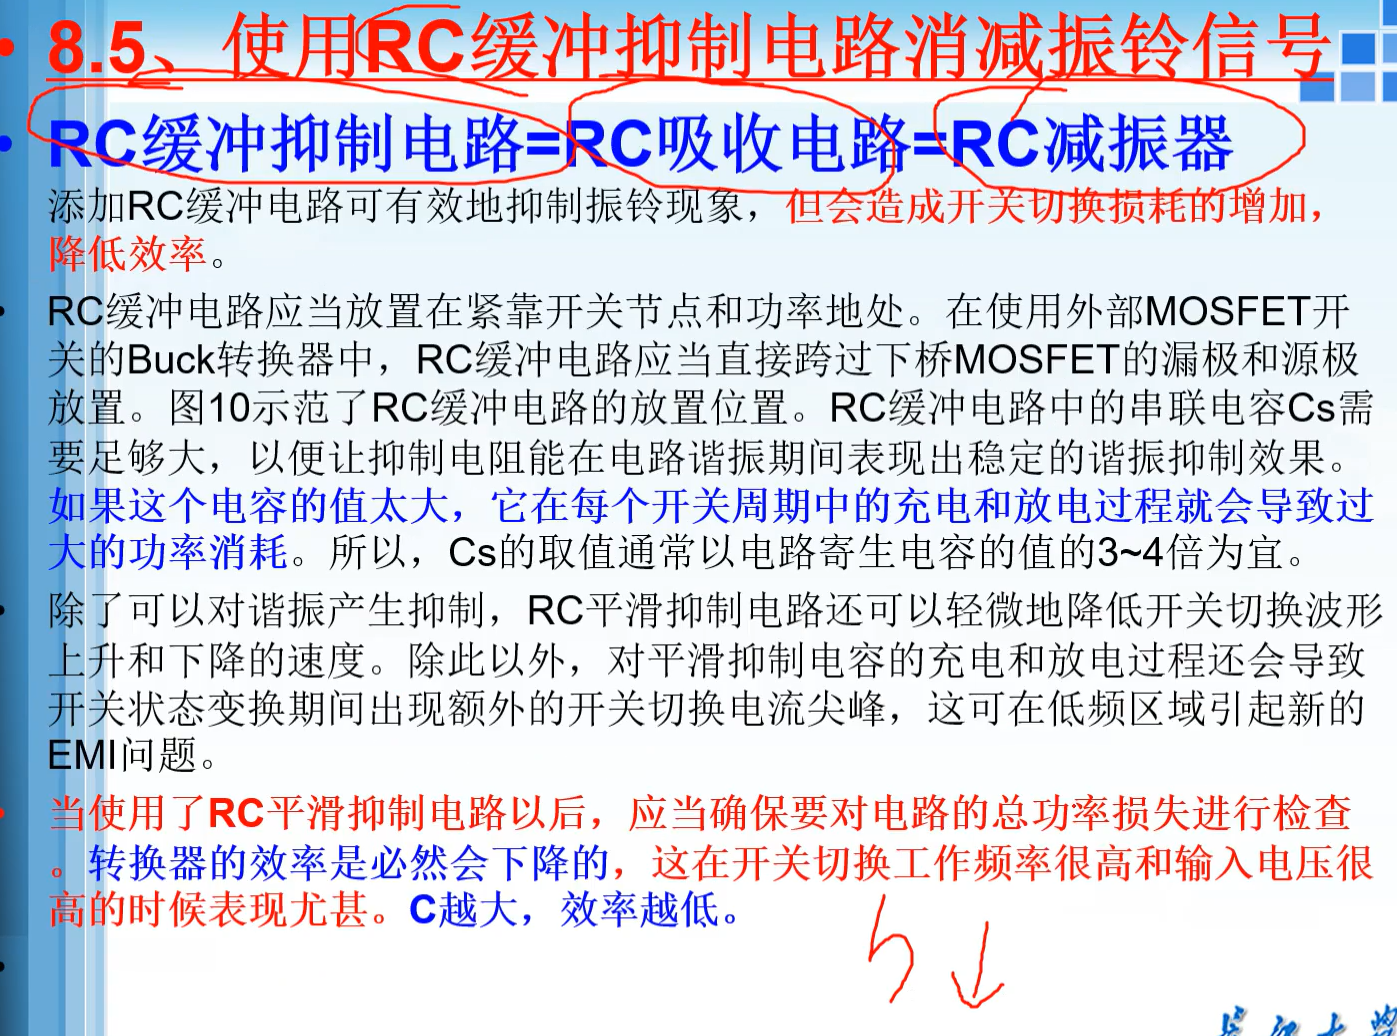 8.5、使用RC缓冲抑制电路消减振铃信号
RC缓冲抑制电路=RC吸收电路=RC减振器
添加RC缓冲电路可有效地抑制振铃现象，但会造成开关切换损耗的增加，
降低效率。
RC缓冲电路应当放置在紧靠开关节点和功率地处。在使用外部MOSFET开
关的Buck转换器中，RC缓冲电路应当直接跨过下桥MOSFET的漏极和源极
放置。图10示范了RC缓冲电路的放置位置。RC缓冲电路中的串联电容Cs需
要足够大，以便让抑制电阻能在电路谐振期间表现出稳定的谐振抑制效果。
如果这个电容的值太大，它在每个开关周期中的充电和放电过程就会导致过
大的功率消耗。所以，Cs的取值通常以电路寄生电容的值的3~4倍为宜。
除了可以对谐振产生抑制，RC平滑抑制电路还可以轻微地降低开关切换波形
上升和下降的速度。除此以外，对平滑抑制电容的充电和放电过程还会导致
开关状态变换期间出现额外的开关切换电流尖峰，这可在低频区域引起新的
EMI问题。
当使用了RC平滑抑制电路以后，应当确保要对电路的总功率损失进行检查
。转换器的效率是必然会下降的，这在开关切换工作频率很高和输入电压很
高的时候表现尤甚。C越大，效率越低。